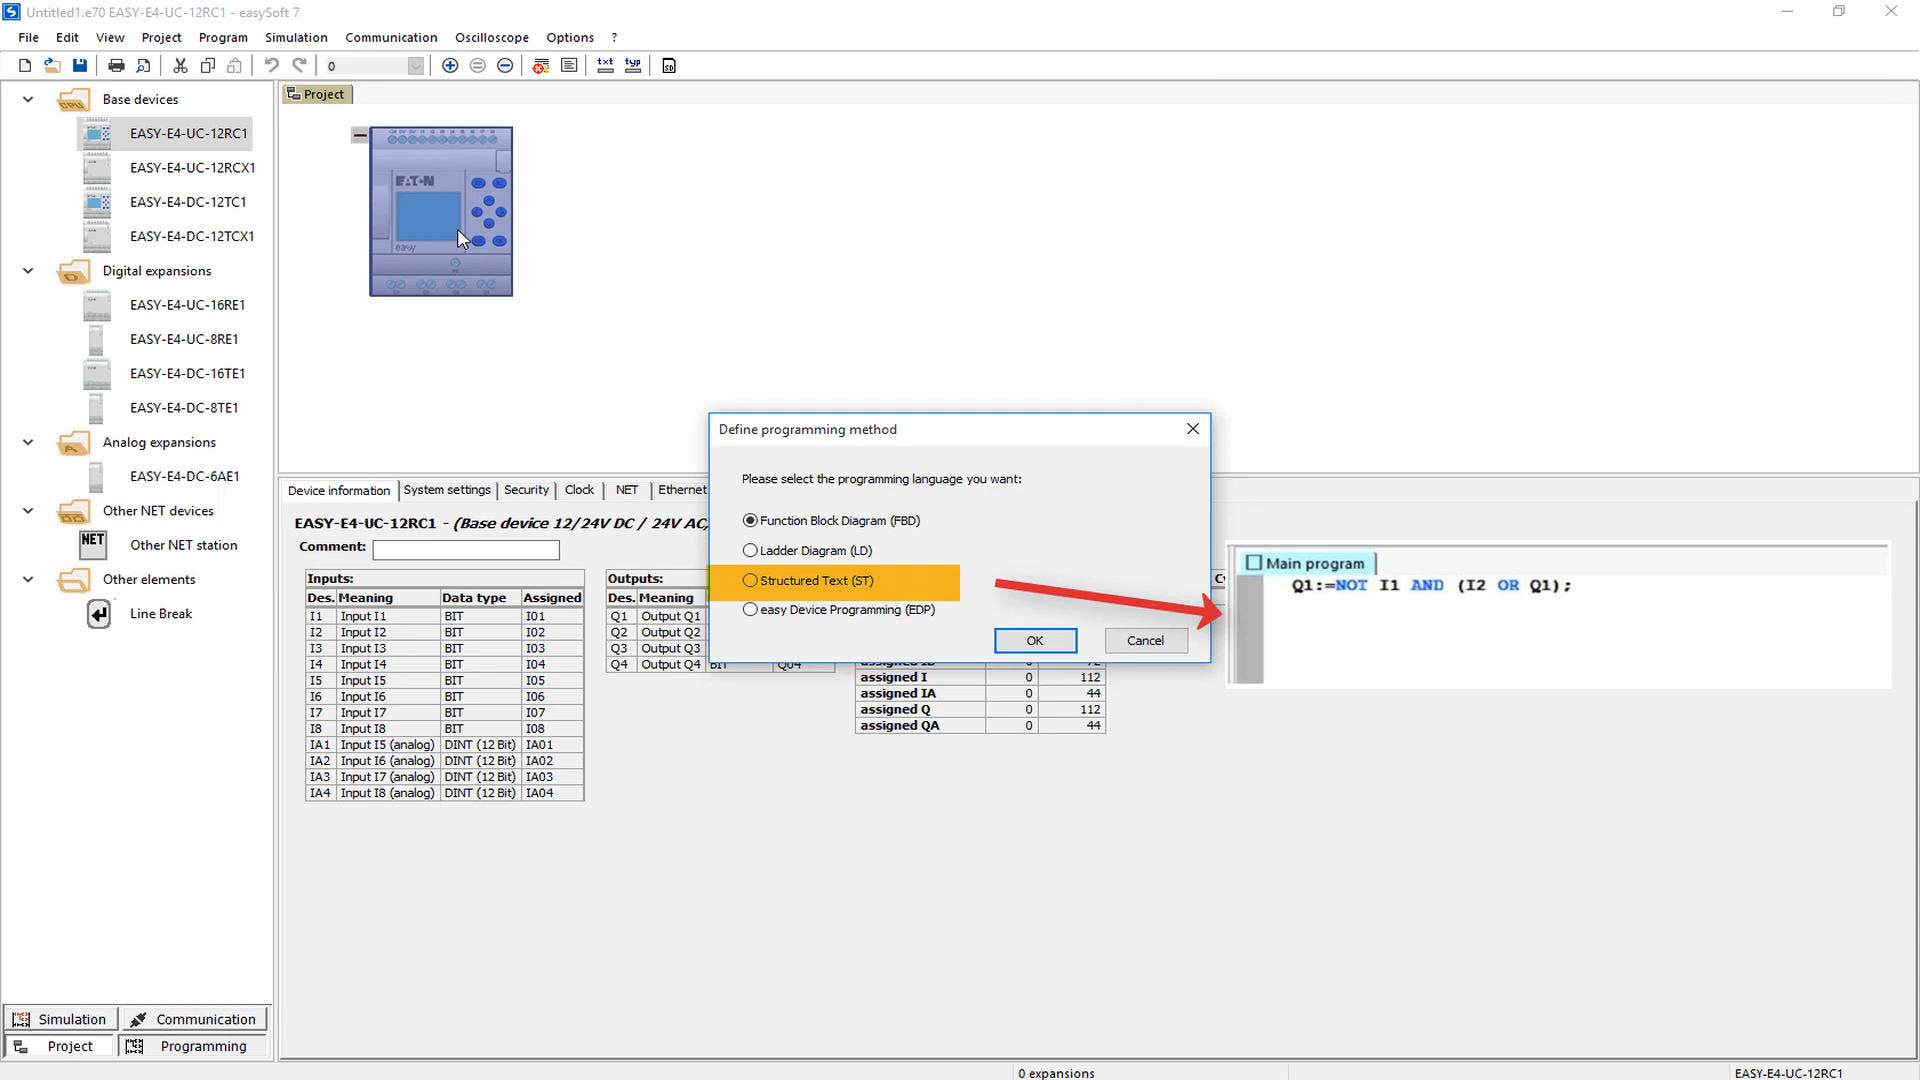 Untitled1.e70 EASY-E4-UC-12RC1 - easySoft 7
File Edit View Project Program Simulation Communication Oscilloscope Options ?
0 txt typ SD
Base devices
EASY-E4-UC-12RC1
EASY-E4-UC-12RCX1
EASY-E4-DC-12TC1
EASY-E4-DC-12TCX1
Digital expansions
EASY-E4-UC-16RE1
EASY-E4-UC-8RE1
EASY-E4-DC-16TE1
EASY-E4-DC-8TE1
Analog expansions
EASY-E4-DC-6AE1
Other NET devices
NET Other NET station
Other elements
Line Break
Simulation Communication
Project Programming
Project
EATON
easy
Define programming method
Please select the programming language you want:
Function Block Diagram (FBD)
Ladder Diagram (LD)
Structured Text (ST)
easy Device Programming (EDP)
OK Cancel
Main program
Q1:=NOT I1 AND (I2 OR Q1);
Device information System settings Security Clock NET Ethernet
EASY-E4-UC-12RC1 - (Base device 12/24V DC / 24V AC,
Comment:
Inputs:
Des. Meaning Data type Assigned
I1 Input I1 BIT I01
I2 Input I2 BIT I02
I3 Input I3 BIT I03
I4 Input I4 BIT I04
I5 Input I5 BIT I05
I6 Input I6 BIT I06
I7 Input I7 BIT I07
I8 Input I8 BIT I08
IA1 Input I5 (analog) DINT (12 Bit) IA01
IA2 Input I6 (analog) DINT (12 Bit) IA02
IA3 Input I7 (analog) DINT (12 Bit) IA03
IA4 Input I8 (analog) DINT (12 Bit) IA04
Outputs:
Des. Meaning
Q1 Output Q1
Q2 Output Q2
Q3 Output Q3
Q4 Output Q4 BIT Q04
assigned I 0 112
assigned IA 0 44
assigned Q 0 112
assigned QA 0 44
0 expansions
EASY-E4-UC-12RC1